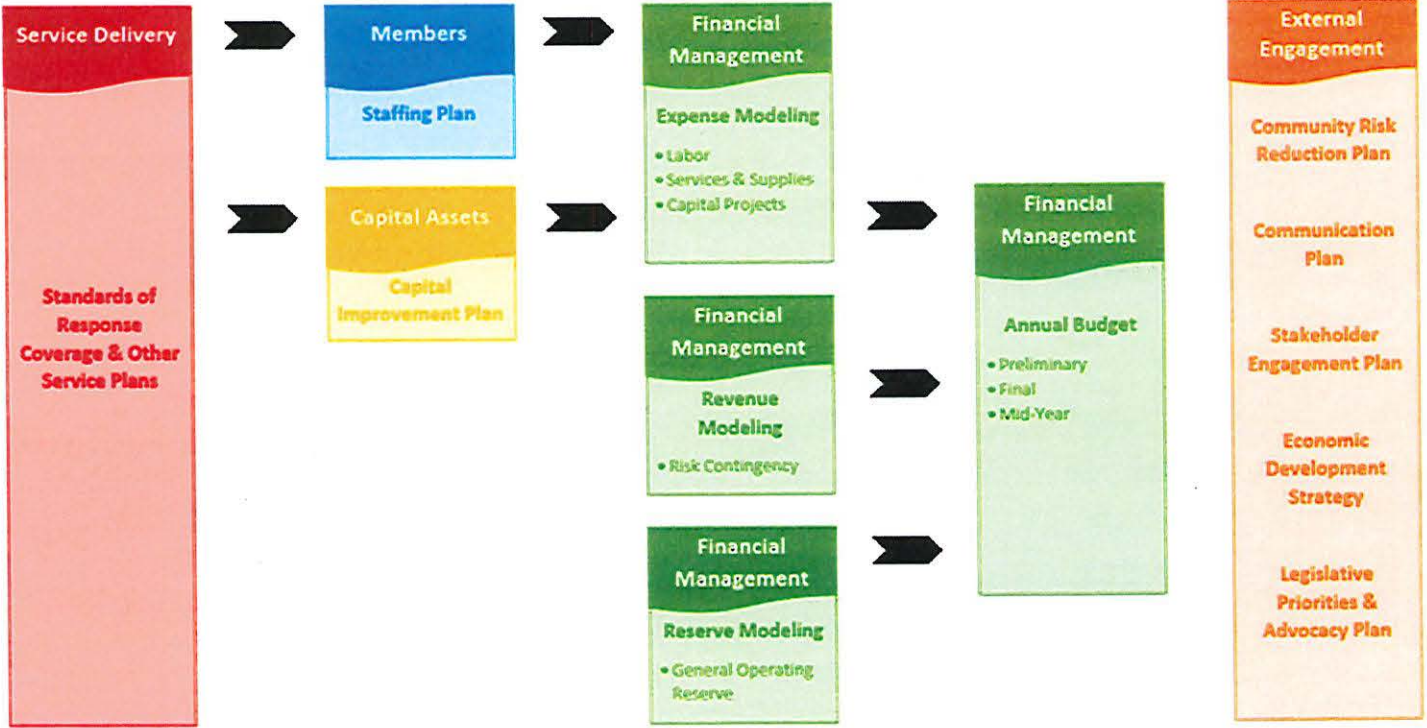 Service Delivery
Standards of
Response
Coverage & Other
Service Plans
Members
Staffing Plan
Capital Assets
Capital
Improvement Plan
Financial
Management
Expense Modeling
• Labor
• Services & Supplies
• Capital Projects
Financial
Management
Revenue
Modeling
• Risk Contingency
Financial
Management
Reserve Modeling
• General Operating
Reserve
Financial
Management
Annual Budget
• Preliminary
• Final
• Mid-Year
External
Engagement
Community Risk
Reduction Plan
Communication
Plan
Stakeholder
Engagement Plan
Economic
Development
Strategy
Legislative
Priorities &
Advocacy Plan